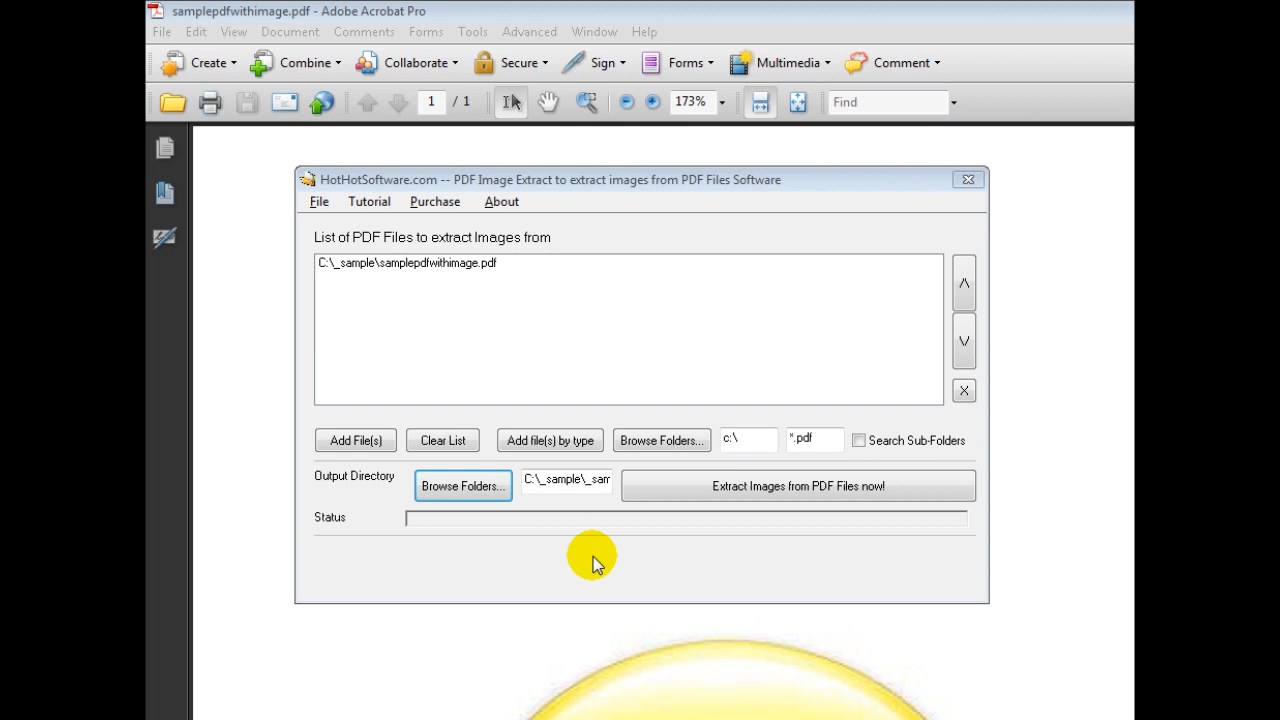 samplepdfwithimage.pdf - Adobe Acrobat Pro
File Edit View Document Comments Forms Tools Advanced Window Help
Create Combine Collaborate Secure Sign Forms Multimedia Comment
1 / 1 173% Find
HotHotSoftware.com -- PDF Image Extract to extract images from PDF Files Software
File Tutorial Purchase About
List of PDF Files to extract Images from
C:\_sample\samplepdfwithimage.pdf
/\
\/
X
Add File(s) Clear List Add file(s) by type Browse Folders... c:\ *.pdf Search Sub-Folders
Output Directory Browse Folders... C:\_sample\_sam Extract Images from PDF Files now!
Status